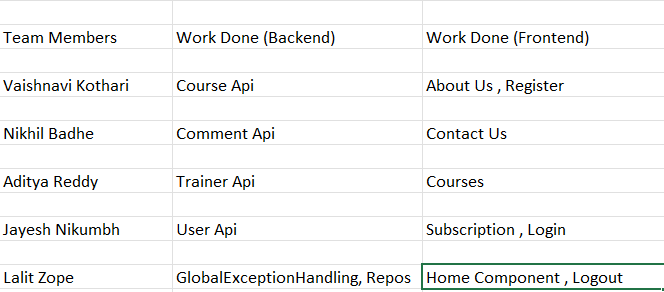 Team Members Work Done (Backend) Work Done (Frontend)
Vaishnavi Kothari Course Api About Us , Register
Nikhil Badhe Comment Api Contact Us
Aditya Reddy Trainer Api Courses
Jayesh Nikumbh User Api Subscription , Login
Lalit Zope GlobalExceptionHandling, Repos Home Component , Logout